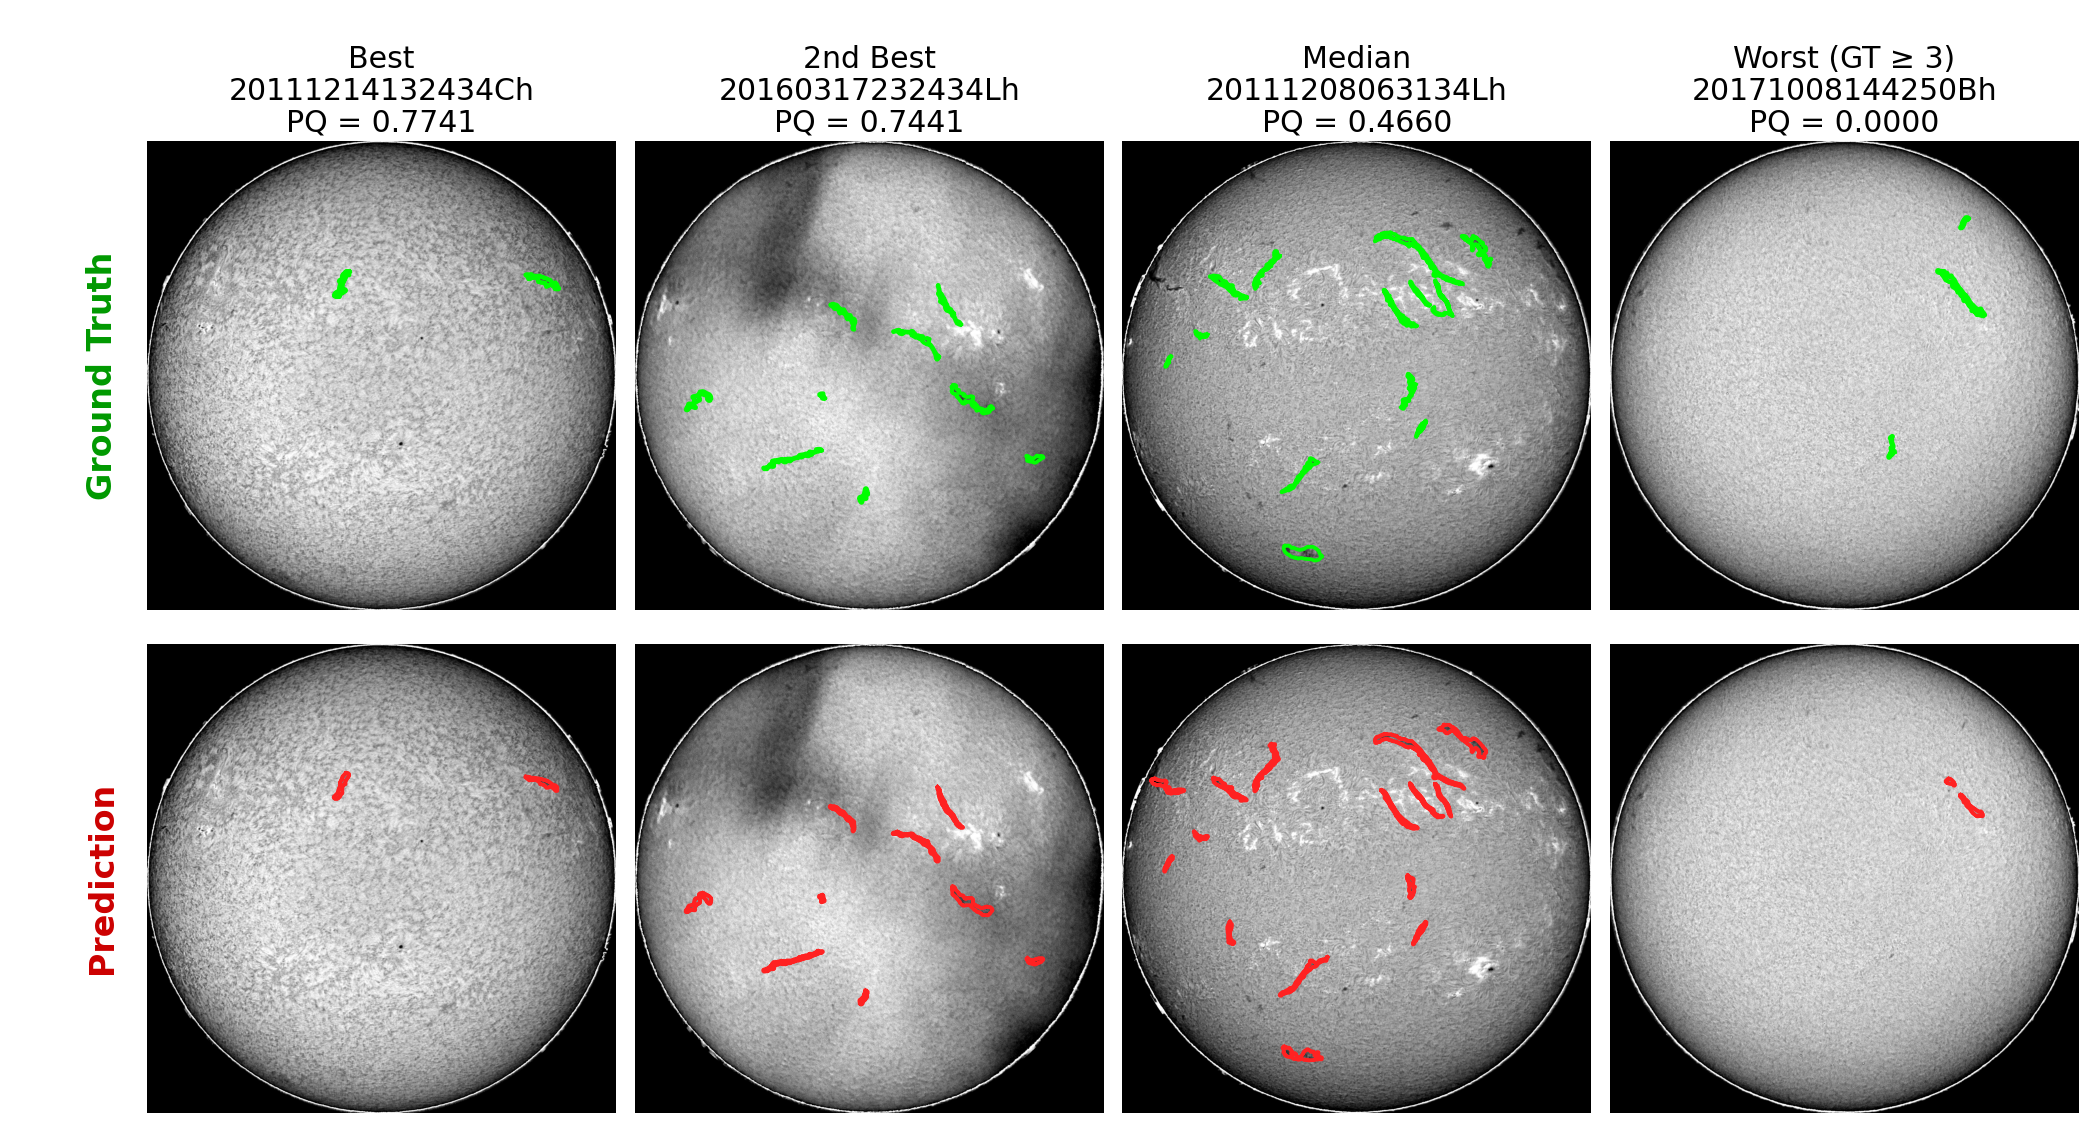 Best
20111214132434Ch
PQ = 0.7741
2nd Best
20160317232434Lh
PQ = 0.7441
Median
20111208063134Lh
PQ = 0.4660
Worst (GT ≥ 3)
20171008144250Bh
PQ = 0.0000
Ground Truth
Prediction